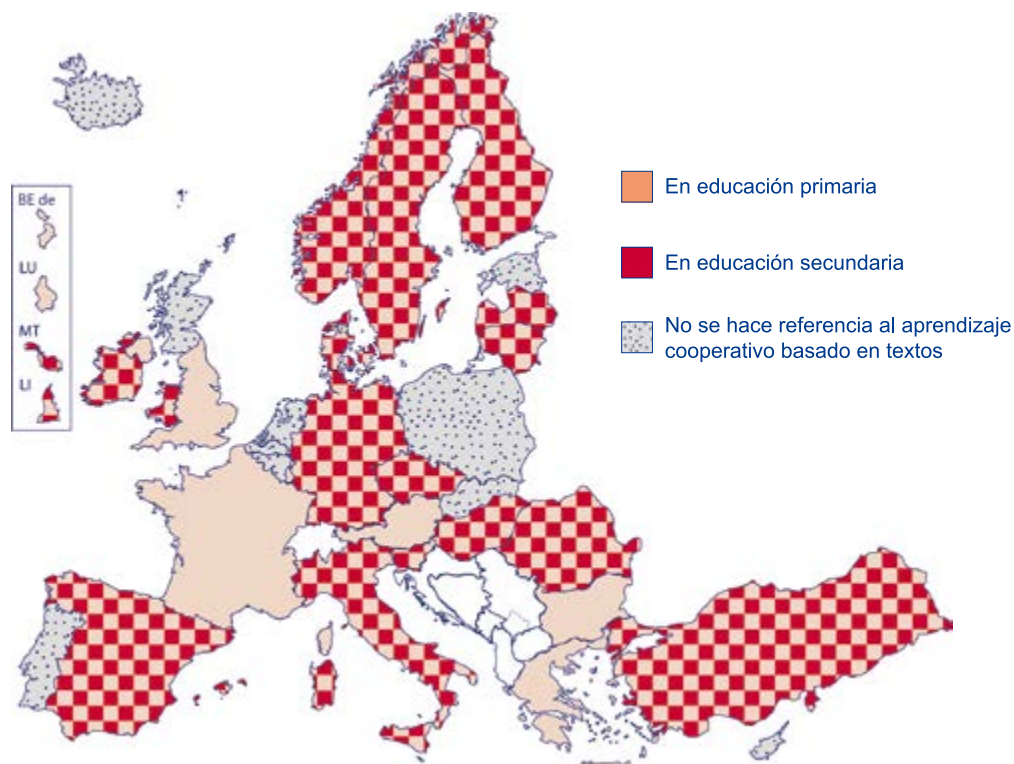 BE de
LU
MT
LI
En educación primaria
En educación secundaria
No se hace referencia al aprendizaje
cooperativo basado en textos